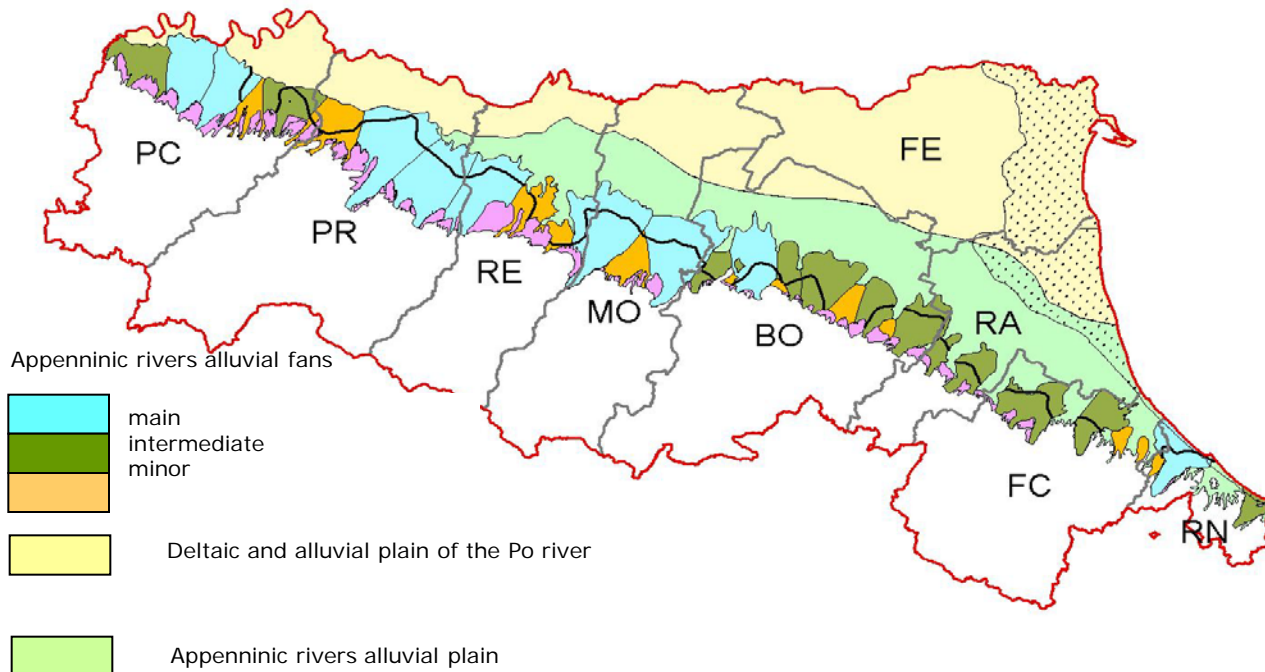 FE
PC
PR
RE
MO
BO
RA
FC
RN
Appenninic rivers alluvial fans
main
intermediate
minor
Deltaic and alluvial plain of the Po river
Appenninic rivers alluvial plain